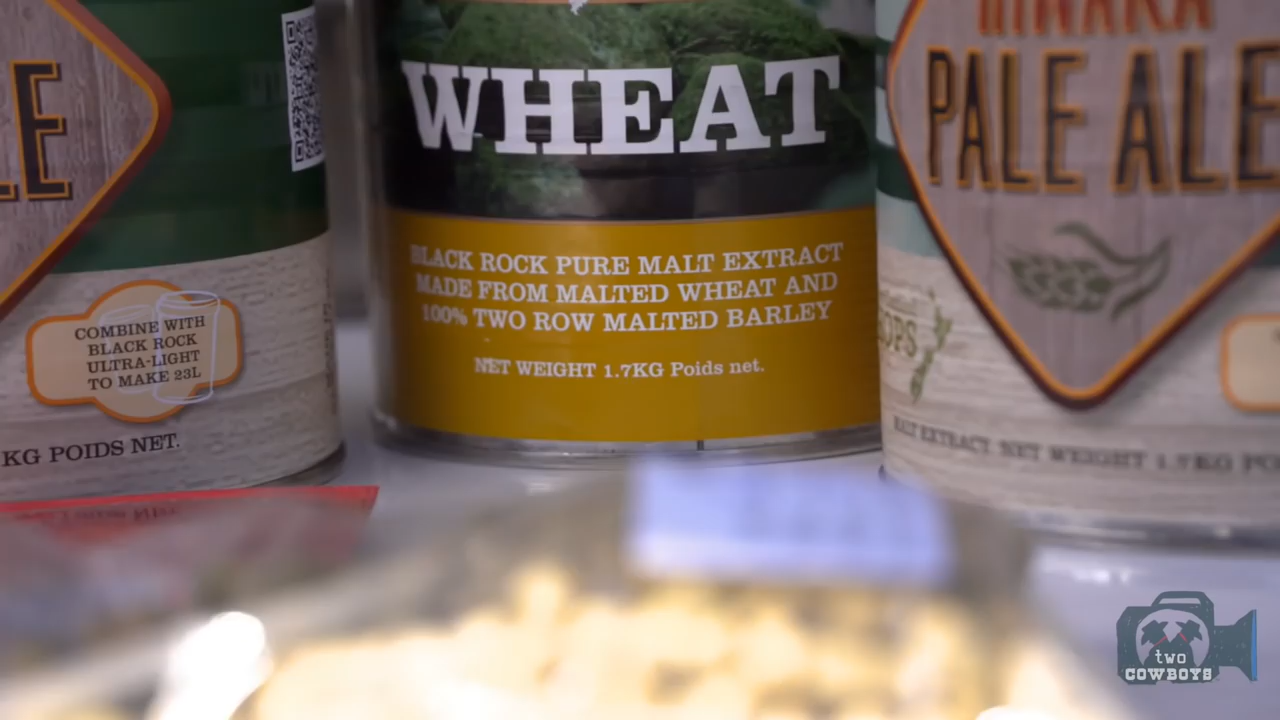 LE
COMBINE WITH
BLACK ROCK
ULTRA-LIGHT
TO MAKE 23L
KG POIDS NET.
WHEAT
BLACK ROCK PURE MALT EXTRACT
MADE FROM MALTED WHEAT AND
100% TWO ROW MALTED BARLEY
NET WEIGHT 1.7KG Poids net.
PALE ALE
HOPS
MALT EXTRACT. NET WEIGHT 1.7KG PO
two
COWBOYS